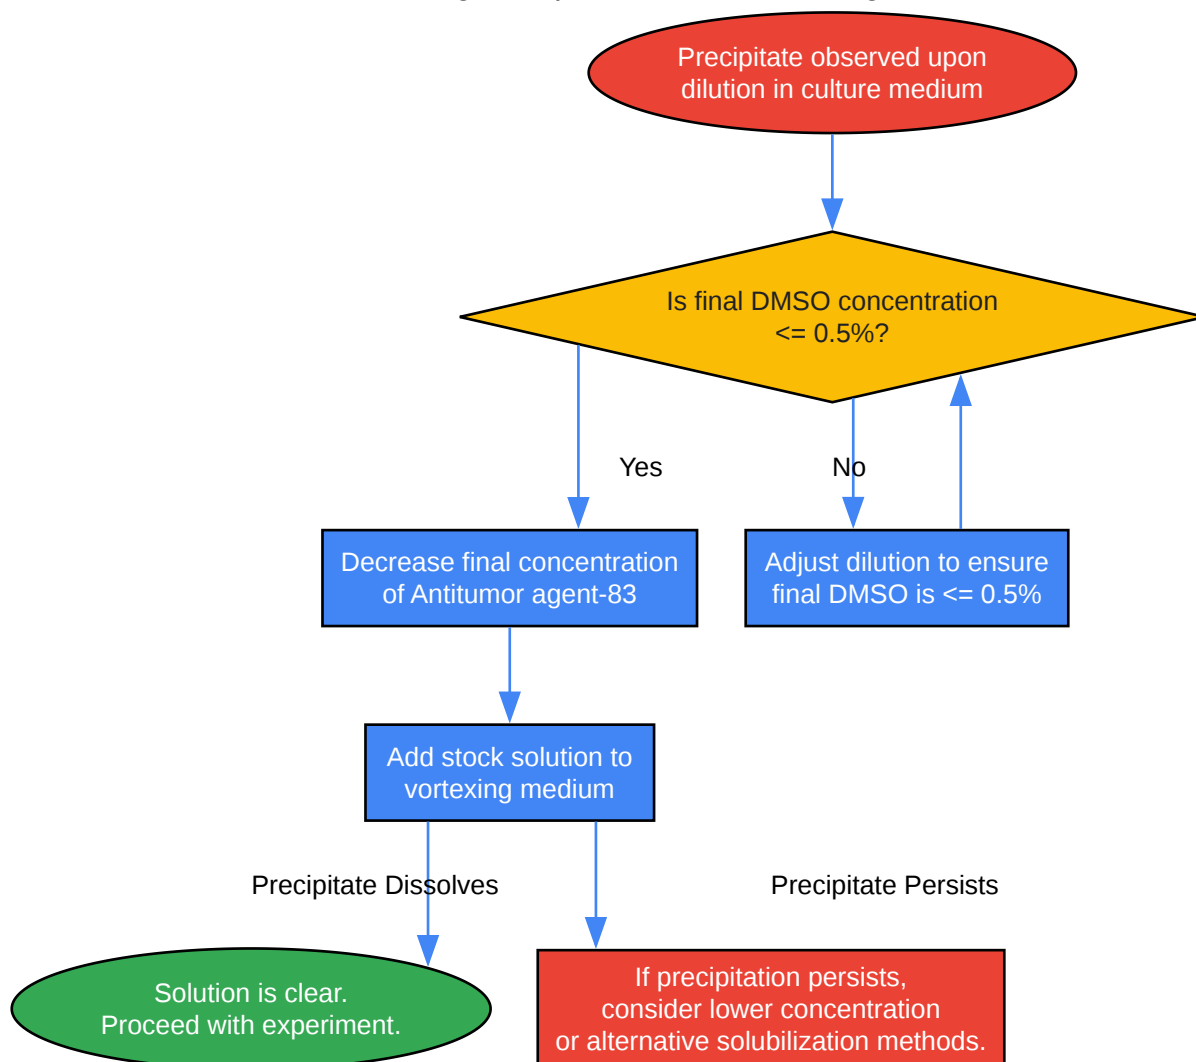 Precipitate observed upon
dilution in culture medium
Is final DMSO concentration
<= 0.5%?
Yes
No
Decrease final concentration
of Antitumor agent-83
Adjust dilution to ensure
final DMSO is <= 0.5%
Add stock solution to
vortexing medium
Precipitate Dissolves
Precipitate Persists
Solution is clear.
Proceed with experiment.
If precipitation persists,
consider lower concentration
or alternative solubilization methods.